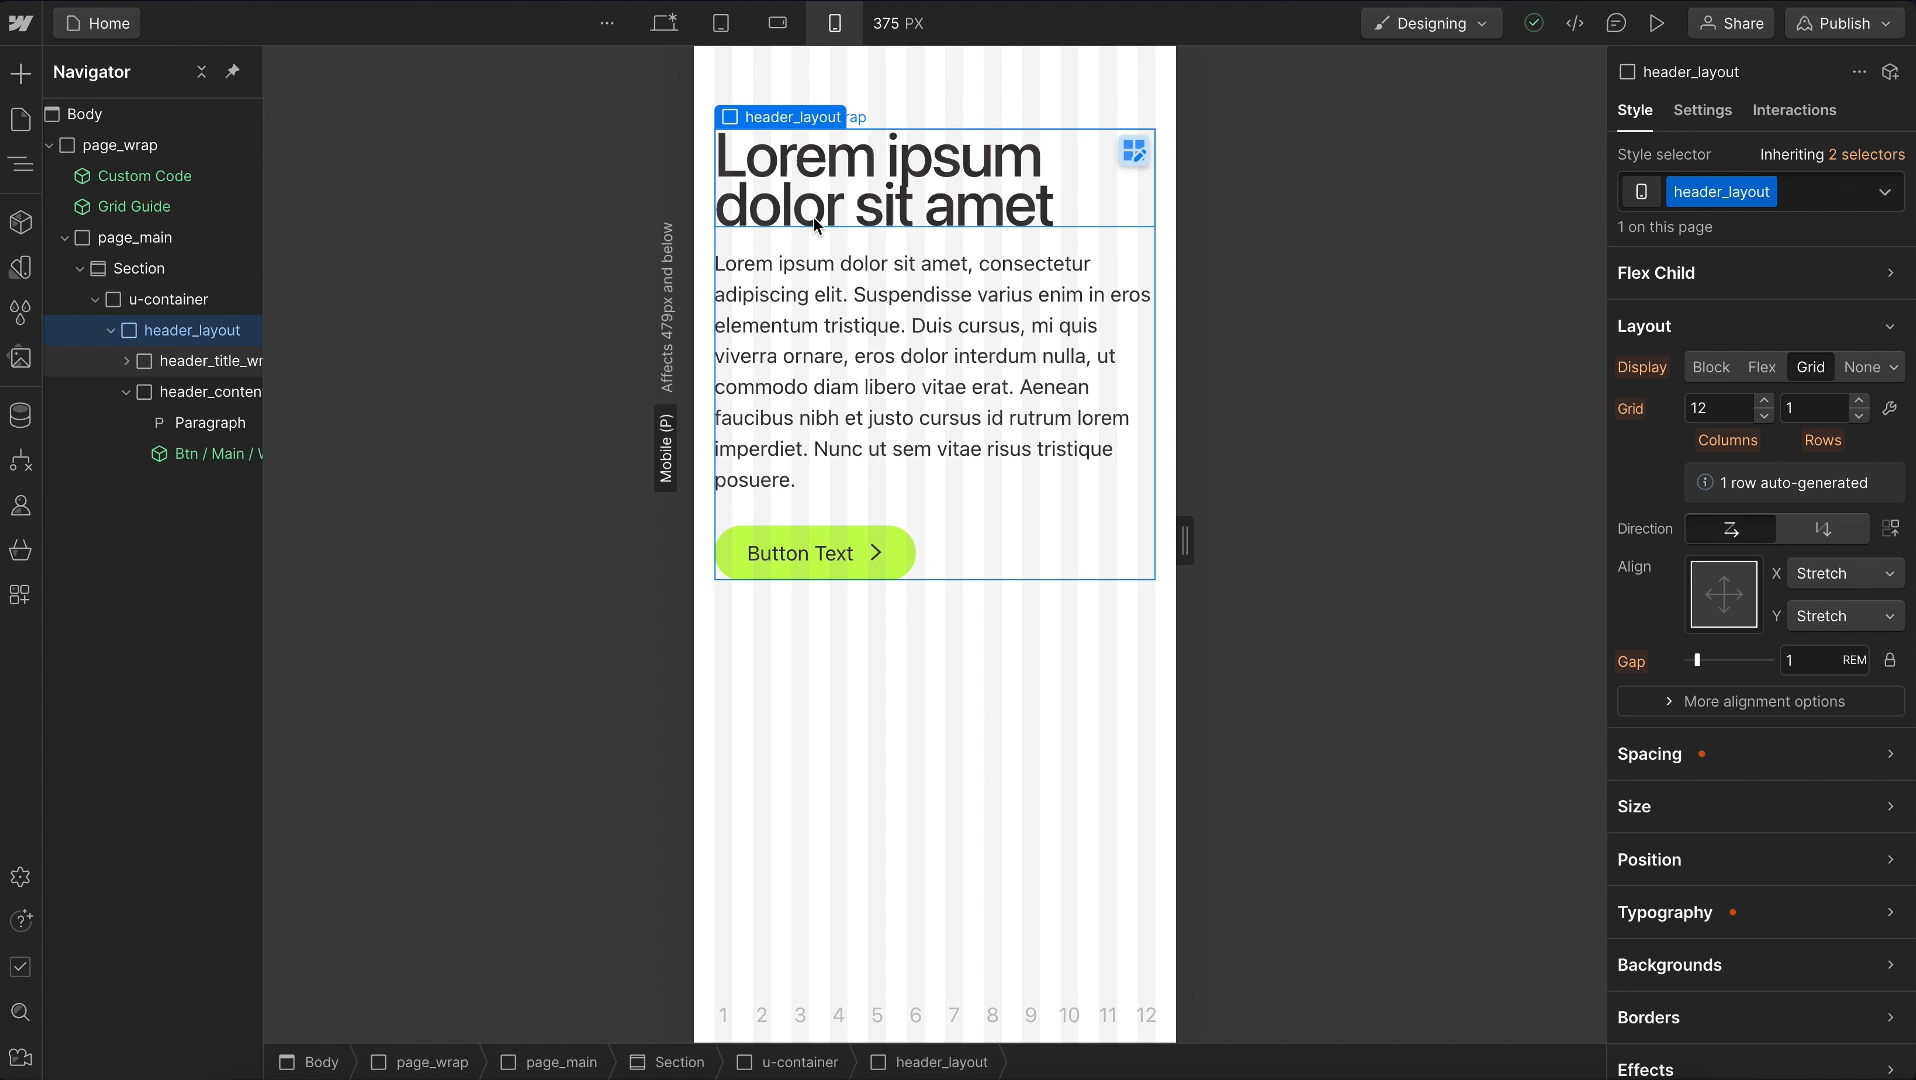 Home
375 PX
Designing
Share
Publish
Navigator
Body
page_wrap
Custom Code
Grid Guide
page_main
Section
u-container
header_layout
header_title_wr
header_conten
P Paragraph
Btn / Main /
Affects 479px and below
Mobile (P)
header_layout rap
Lorem ipsum
dolor sit amet
Lorem ipsum dolor sit amet, consectetur
adipiscing elit. Suspendisse varius enim in eros
elementum tristique. Duis cursus, mi quis
viverra ornare, eros dolor interdum nulla, ut
commodo diam libero vitae erat. Aenean
faucibus nibh et justo cursus id rutrum lorem
imperdiet. Nunc ut sem vitae risus tristique
posuere.
Button Text
1 2 3 4 5 6 7 8 9 10 11 12
Body page_wrap page_main Section u-container header_layout
header_layout
Style Settings Interactions
Style selector Inheriting 2 selectors
header_layout
1 on this page
Flex Child
Layout
Display Block Flex Grid None
Grid 12 1
Columns Rows
1 row auto-generated
Direction
Align X Stretch
Y Stretch
Gap 1 REM
More alignment options
Spacing
Size
Position
Typography
Backgrounds
Borders
Effects